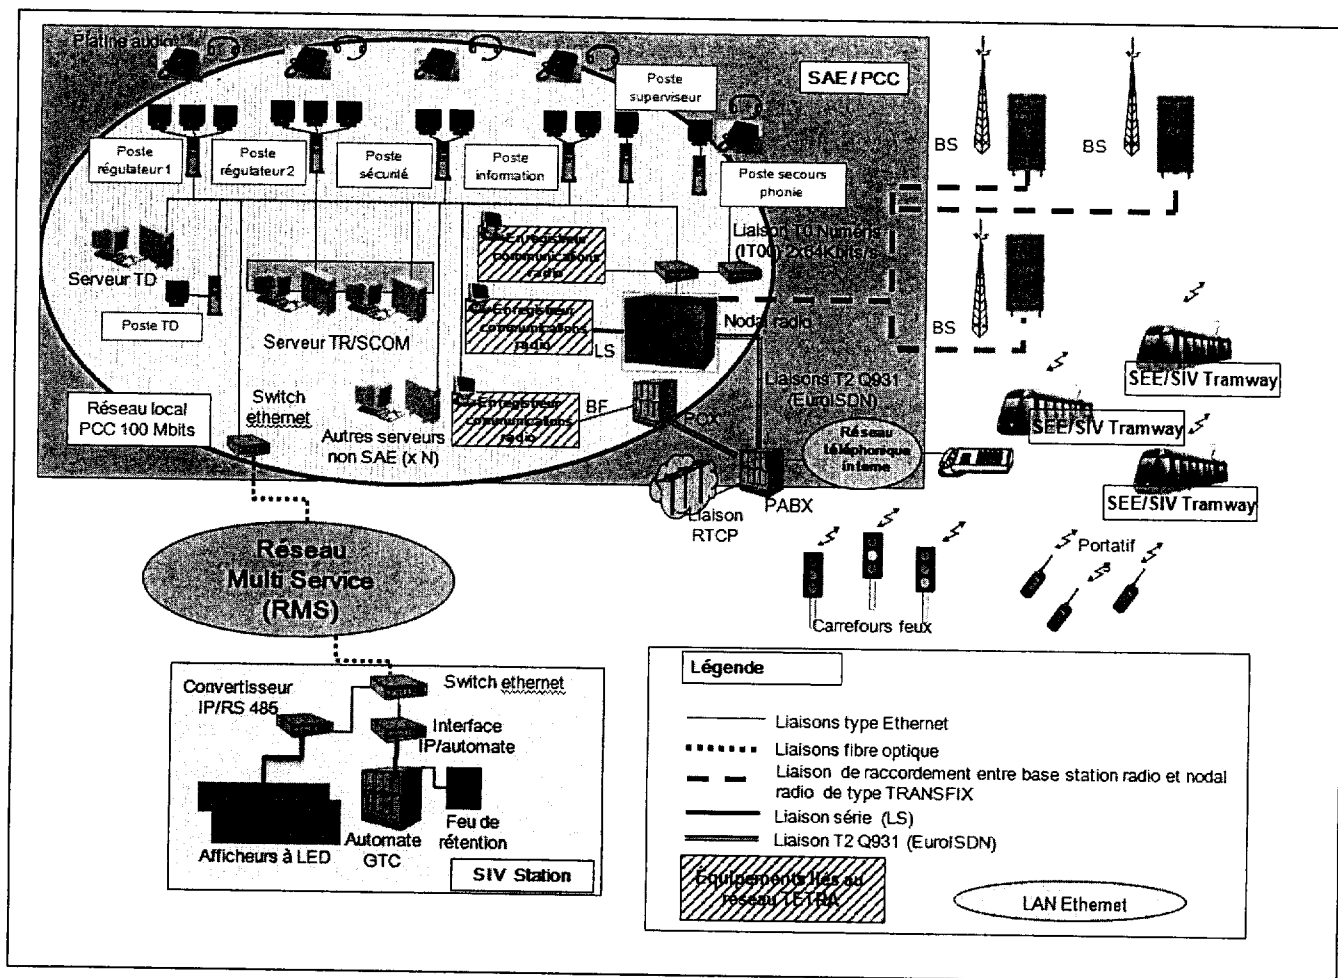 Platine audio
SAE / PCC
Poste
superviseur
Poste
régulateur 1
Poste
régulateur 2
Poste
sécurité
Poste
information
Poste secours
phonie
BS
BS
BS
Liaison T0 Numéris
(IT00) 2x64Kbits/s
Enregistreur
communications
radio
Serveur TD
Poste TD
Serveur TR/SCOM
Enregistreur
communications
radio
LS
Nodal radio
Liaisons T2 Q931
(EuroISDN)
Réseau local
PCC 100 Mbits
Switch
ethernet
Autres serveurs
non SAE (x N)
Enregistreur
communications
radio
BF
PCX
Réseau
téléphonique
interne
PABX
Liaison
RTCP
SEE/SIV Tramway
SEE/SIV Tramway
SEE/SIV Tramway
Portatif
Carrefours feux
Réseau
Multi Service
(RMS)
Convertisseur
IP/RS 485
Switch ethernet
Interface
IP/automate
Afficheurs à LED
Automate
GTC
Feu de
rétention
SIV Station
Légende
Liaisons type Ethernet
Liaisons fibre optique
Liaison de raccordement entre base station radio et nodal
radio de type TRANSFIX
Liaison série (LS)
Liaison T2 Q931 (EuroISDN)
Équipements liés au
réseau TETRA
LAN Ethernet